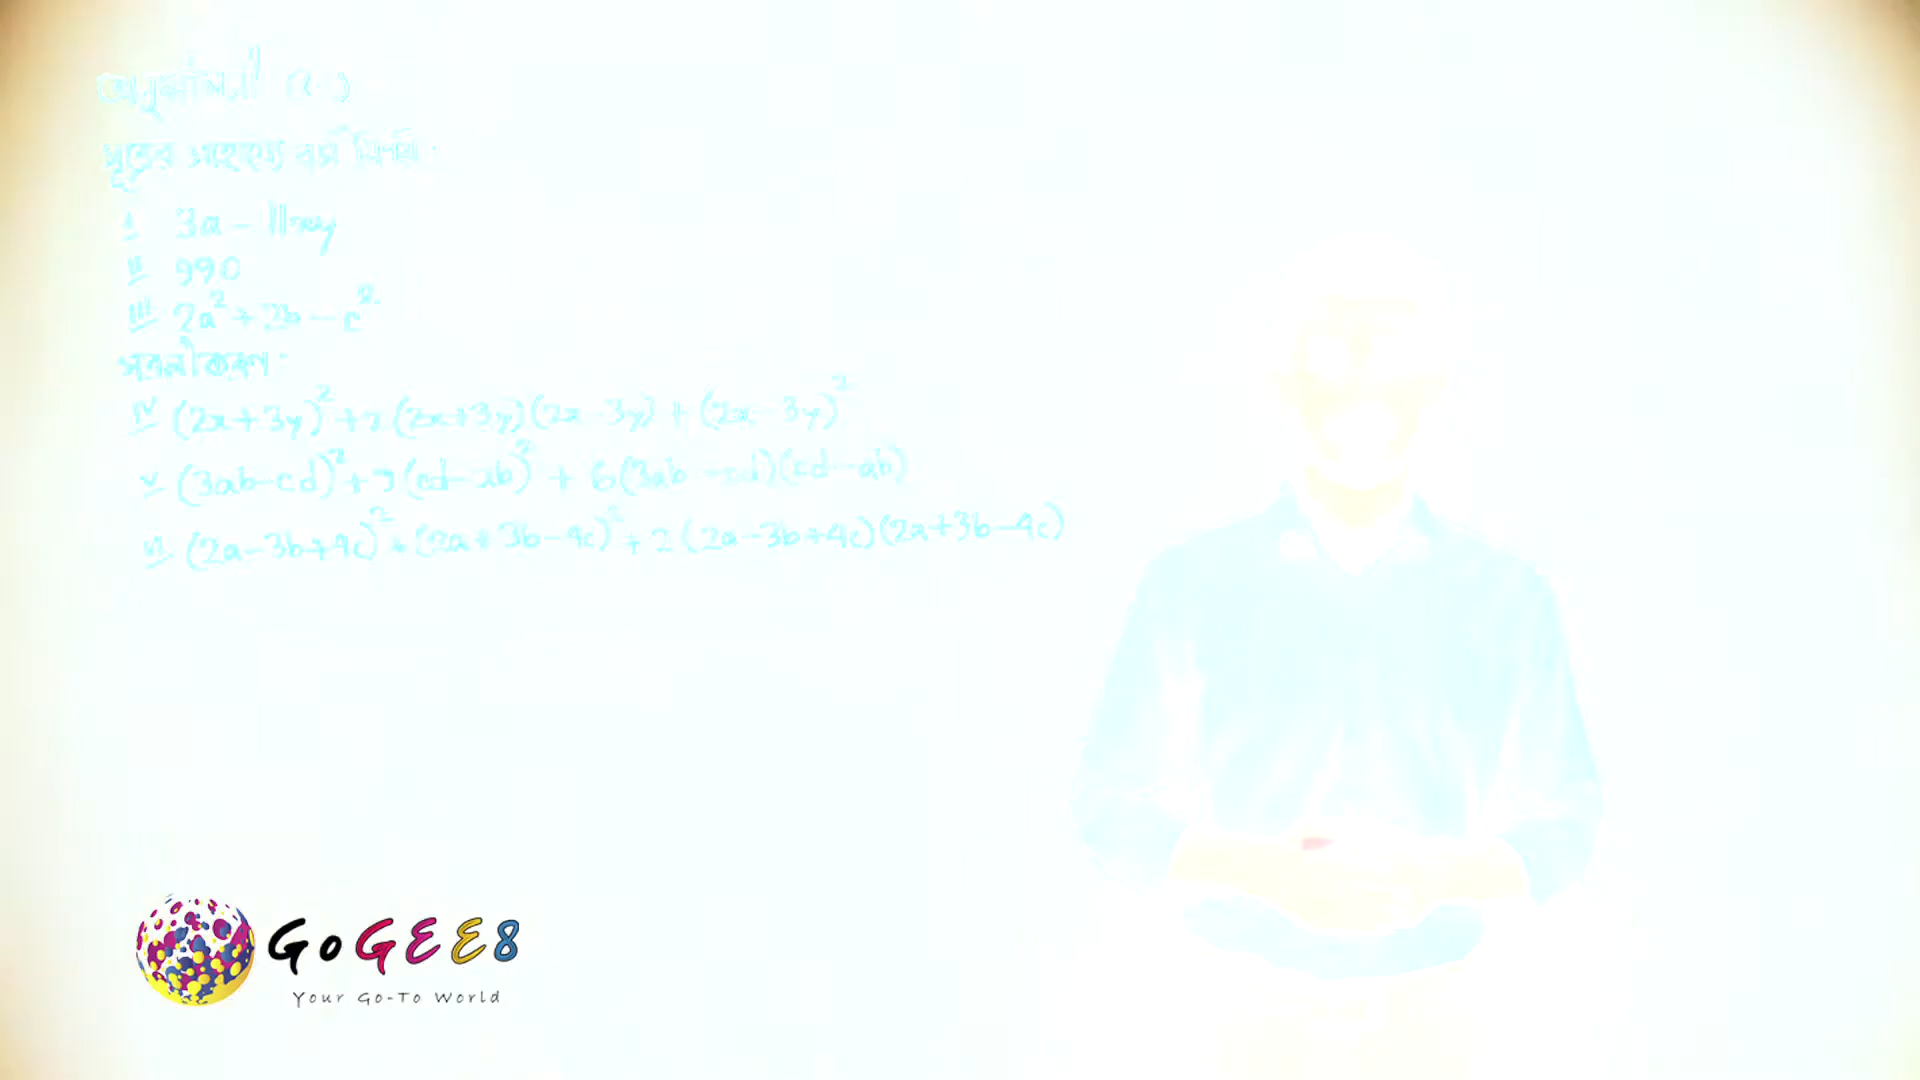 অনুশীলনী
সূত্রের সাহায্যে বর্গ নির্ণয় :
i 3a - 11xy
ii 990
iii 2a² + 3b - c²
সরলীকরণ :
iv (2x+3y)² + 2(2x+3y)(2x-3y) + (2x-3y)²
v (3ab-cd)² + 9(cd-ab)² + 6(3ab-cd)(cd-ab)
vi (2a-3b+4c)² + (2a+3b-4c)² + 2(2a-3b+4c)(2a+3b-4c)
GoGEE8
Your Go-To World